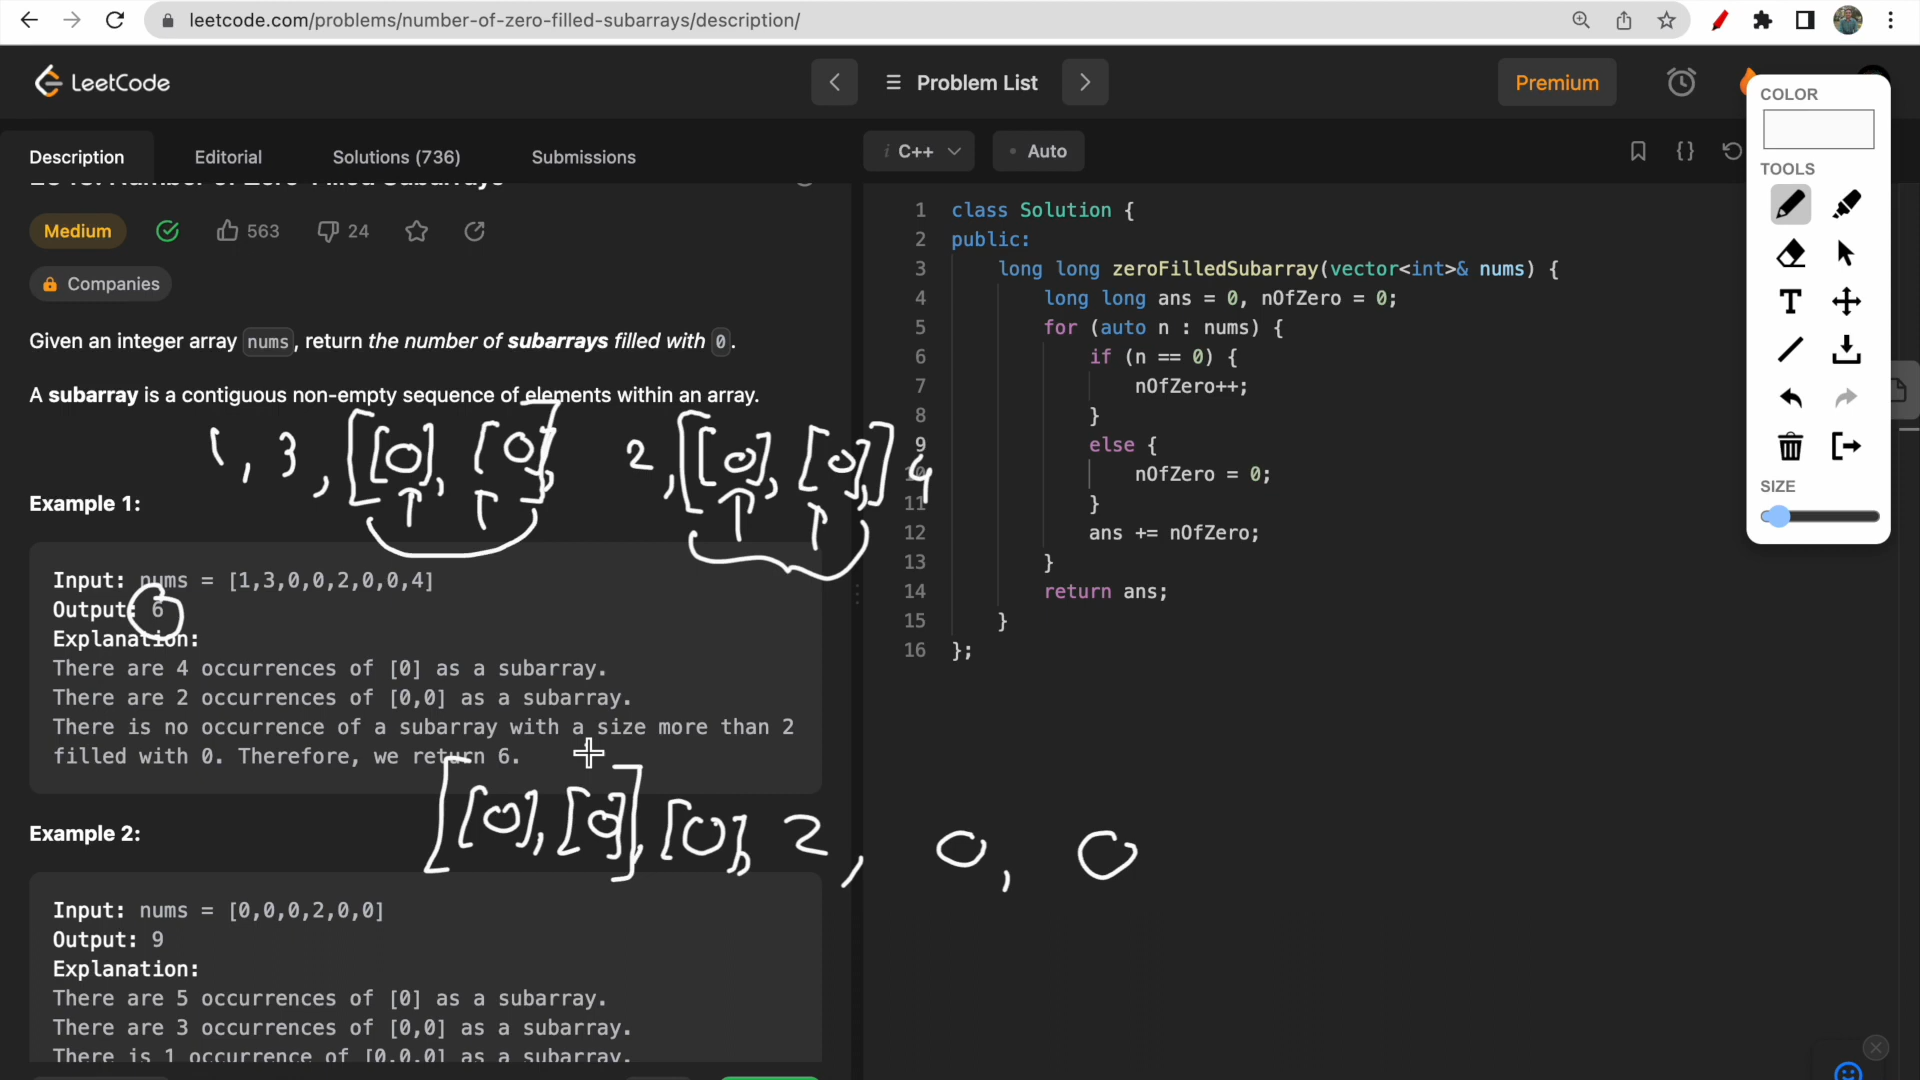 leetcode.com/problems/number-of-zero-filled-subarrays/description/
LeetCode
Problem List
Premium
Description
Editorial
Solutions (736)
Submissions
Medium
563
24
Companies
Given an integer array nums, return the number of subarrays filled with 0.
A subarray is a contiguous non-empty sequence of elements within an array.
1, 3, [[0], [0], 2, [[0], [0],] 4
Example 1:
Input: nums = [1,3,0,0,2,0,0,4]
Output: 6
Explanation:
There are 4 occurrences of [0] as a subarray.
There are 2 occurrences of [0,0] as a subarray.
There is no occurrence of a subarray with a size more than 2
filled with 0. Therefore, we return 6.
[[0],[0]],[0], 2, 0, 0
Example 2:
Input: nums = [0,0,0,2,0,0]
Output: 9
Explanation:
There are 5 occurrences of [0] as a subarray.
There are 3 occurrences of [0,0] as a subarray.
There is 1 occurrence of [0,0,0] as a subarray.
i C++
Auto
{}
1 class Solution {
2 public:
3 long long zeroFilledSubarray(vector<int>& nums) {
4 long long ans = 0, nOfZero = 0;
5 for (auto n : nums) {
6 if (n == 0) {
7 nOfZero++;
8 }
9 else {
10 nOfZero = 0;
11 }
12 ans += nOfZero;
13 }
14 return ans;
15 }
16 };
COLOR
TOOLS
T
SIZE